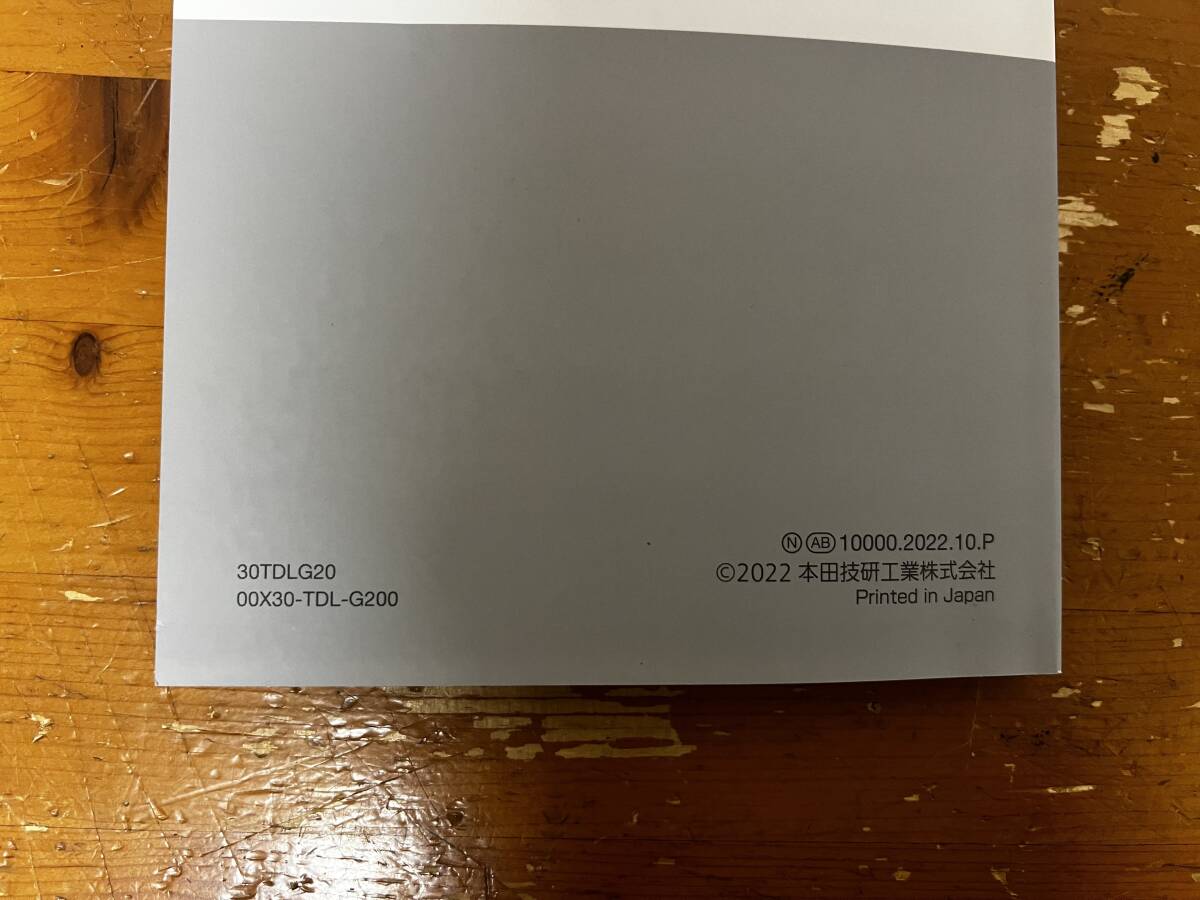 30TDLG20
00X30-TDL-G200
Ⓝ AB 10000.2022.10.P
©2022 本田技研工業株式会社
Printed in Japan